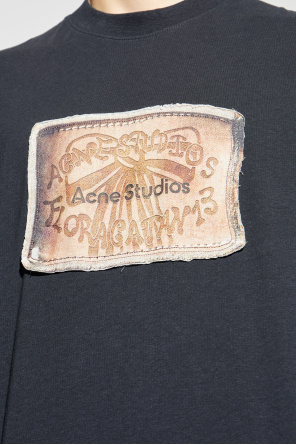 ACNE STUDIOS
Acne Studios
FLORAGATAN 13